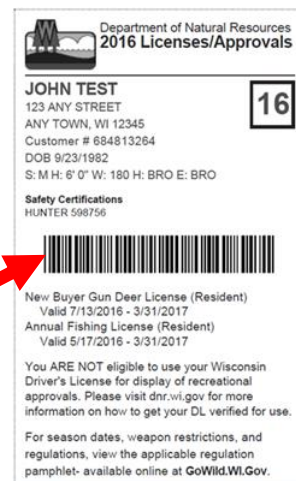 Department of Natural Resources
2016 Licenses/Approvals
JOHN TEST
16
123 ANY STREET
ANY TOWN, WI 12345
Customer # 684813264
DOB 9/23/1982
S: M H: 6' 0" W: 180 H: BRO E: BRO
Safety Certifications
HUNTER 598756
New Buyer Gun Deer License (Resident)
Valid 7/13/2016 - 3/31/2017
Annual Fishing License (Resident)
Valid 5/17/2016 - 3/31/2017
You ARE NOT eligible to use your Wisconsin
Driver's License for display of recreational
approvals. Please visit dnr.wi.gov for more
information on how to get your DL verified for use.
For season dates, weapon restrictions, and
regulations, view the applicable regulation
pamphlet- available online at GoWild.WI.Gov.